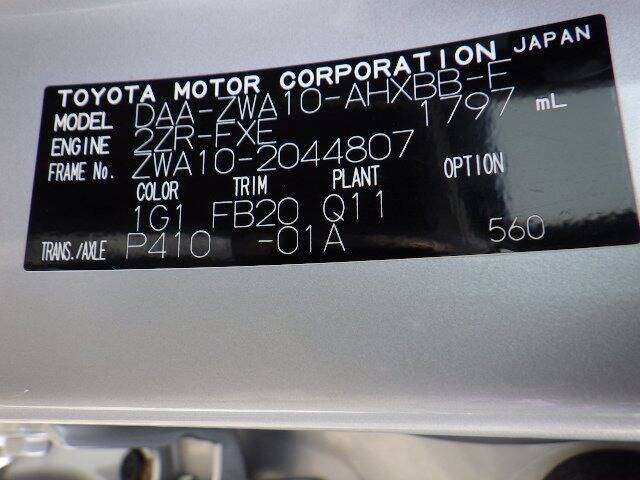 TOYOTA MOTOR CORPORATION JAPAN
MODEL DAA-ZWA10-AHXBB-E
ENGINE 2ZR-FXE 1797 mL
FRAME No. ZWA10-2044807
COLOR TRIM PLANT OPTION
1G1 FB20 Q11
TRANS./AXLE P410 -01A 560